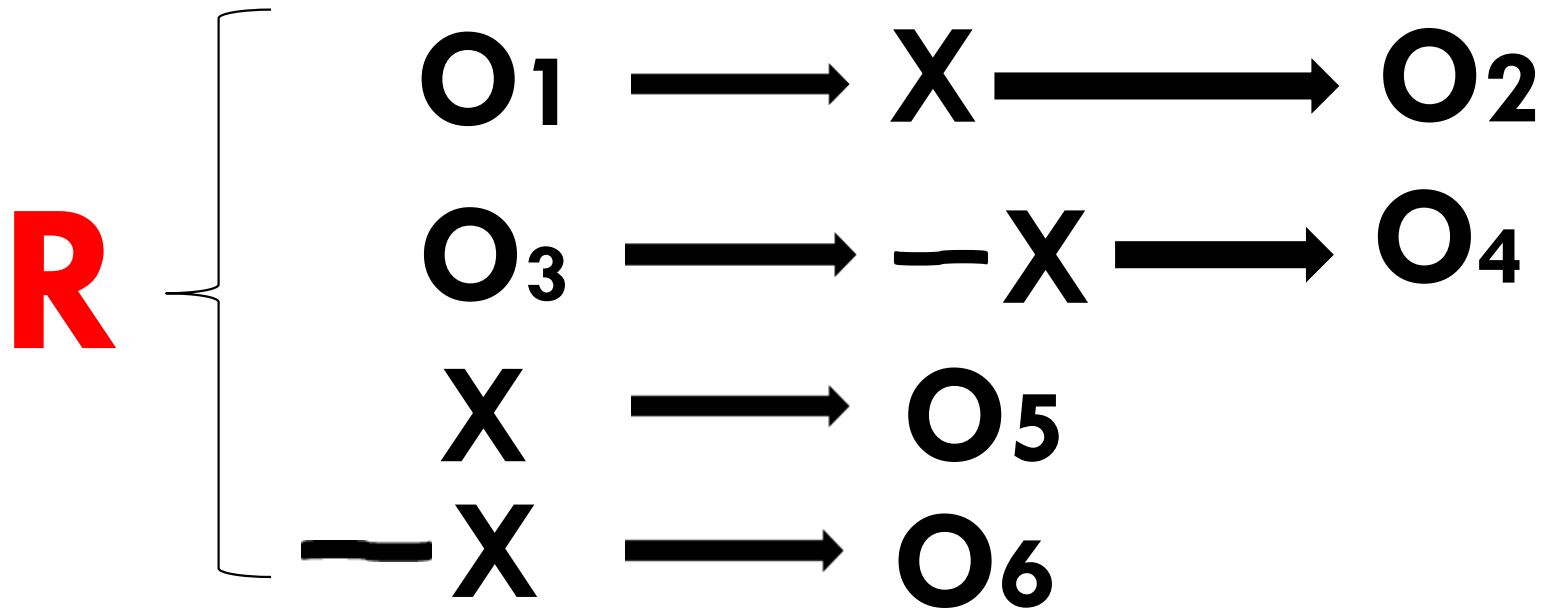 O1 → X → O2
O3 → −X → O4
R
X → O5
−X → O6